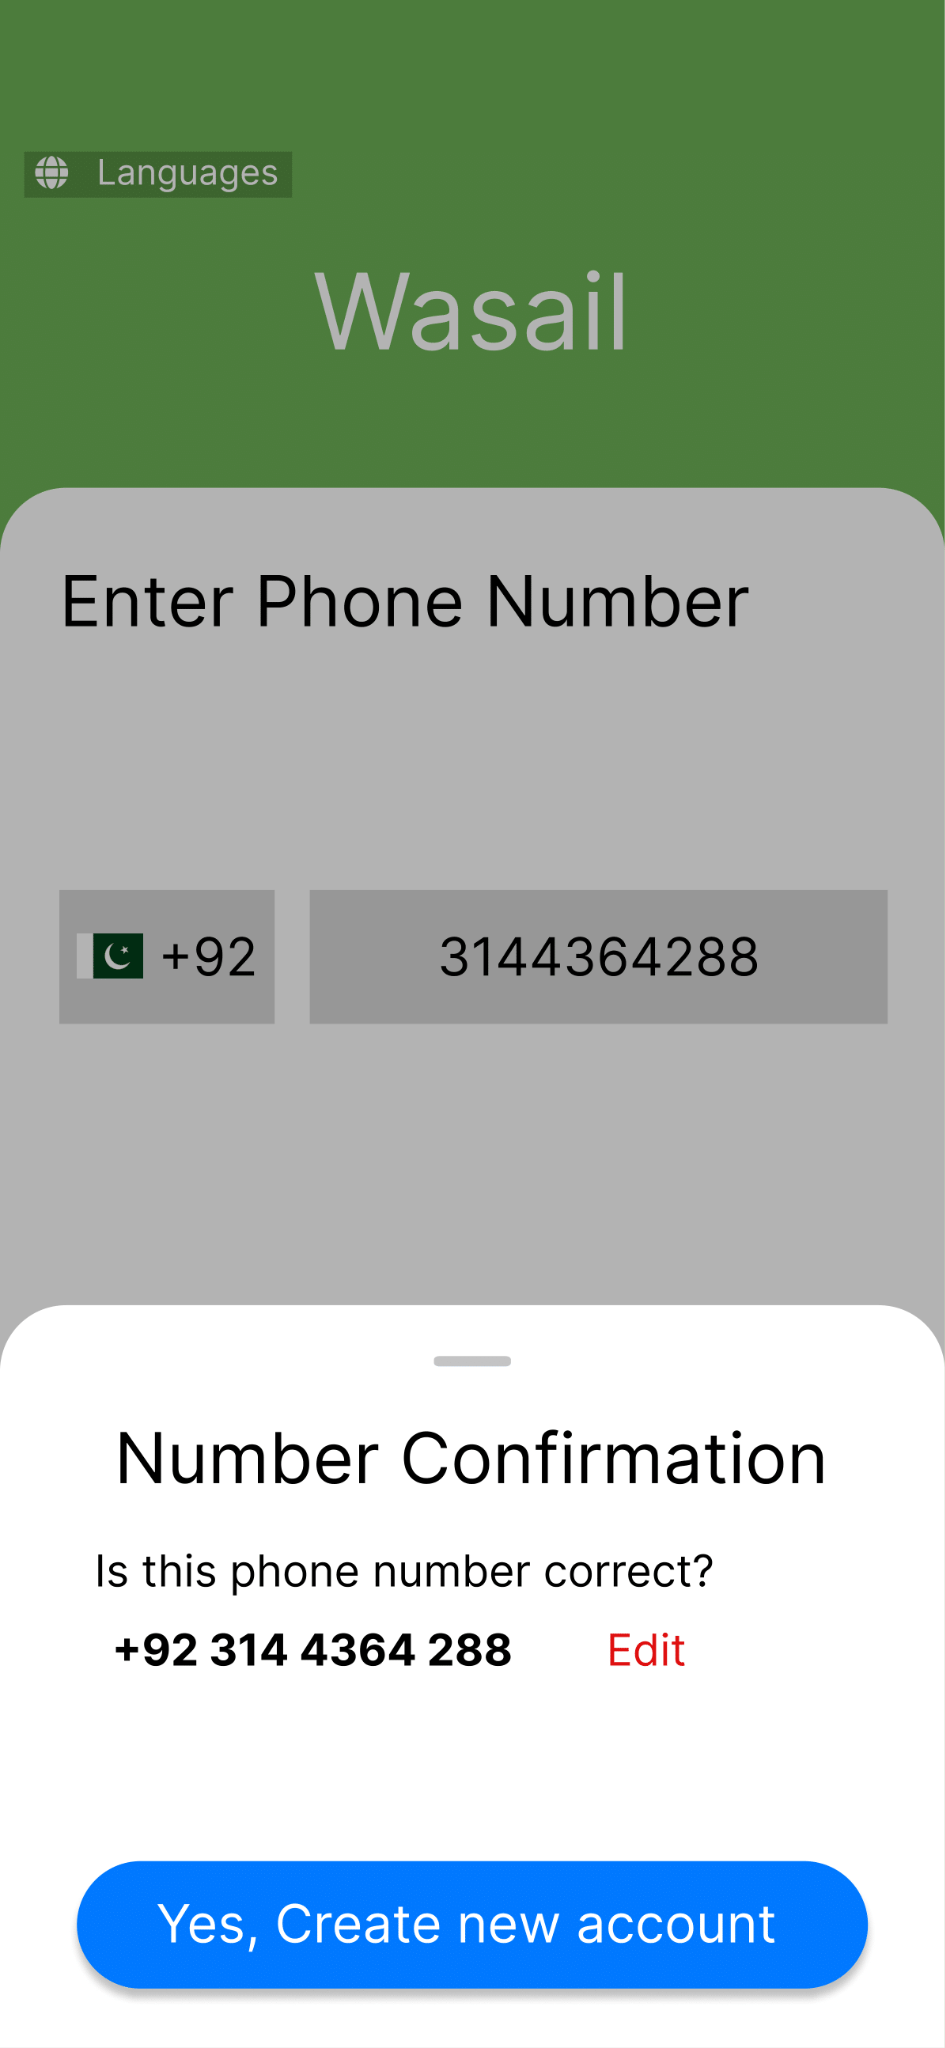 Languages
Wasail
Enter Phone Number
+92 3144364288
Number Confirmation
Is this phone number correct?
+92 314 4364 288 Edit
Yes, Create new account